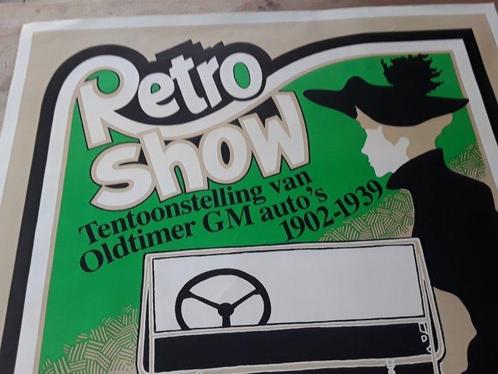 Retro
show
Tentoonstelling van
Oldtimer GM auto's
1902-1939